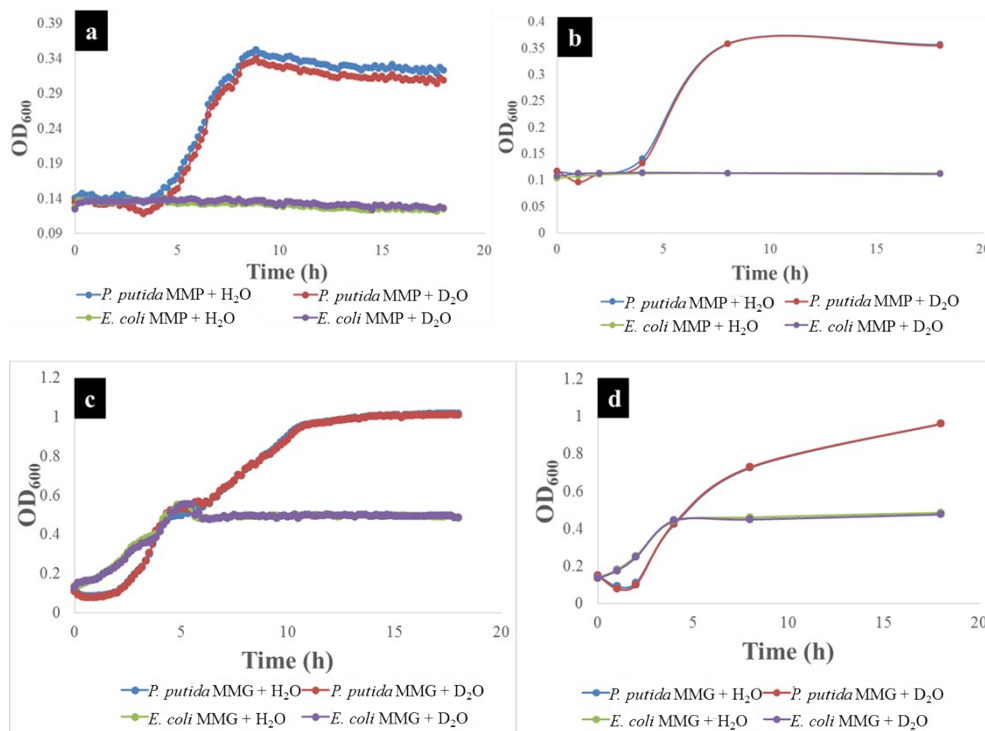 a
0.39
0.34
0.29
0.24
0.19
0.14
0.09
OD₆₀₀
0 5 10 15 20
Time (h)
P. putida MMP + H₂O P. putida MMP + D₂O
E. coli MMP + H₂O E. coli MMP + D₂O
b
0.4
0.35
0.3
0.25
0.2
0.15
0.1
0.05
0
OD₆₀₀
0 5 10 15 20
Time (h)
P. putida MMP + H₂O P. putida MMP + D₂O
E. coli MMP + H₂O E. coli MMP + D₂O
c
1.2
1
0.8
0.6
0.4
0.2
0
OD₆₀₀
0 5 10 15 20
Time (h)
P. putida MMG + H₂O P. putida MMG + D₂O
E. coli MMG + H₂O E. coli MMG + D₂O
d
1.2
1
0.8
0.6
0.4
0.2
0
OD₆₀₀
0 5 10 15 20
Time (h)
P. putida MMG + H₂O P. putida MMG + D₂O
E. coli MMG + H₂O E. coli MMG + D₂O